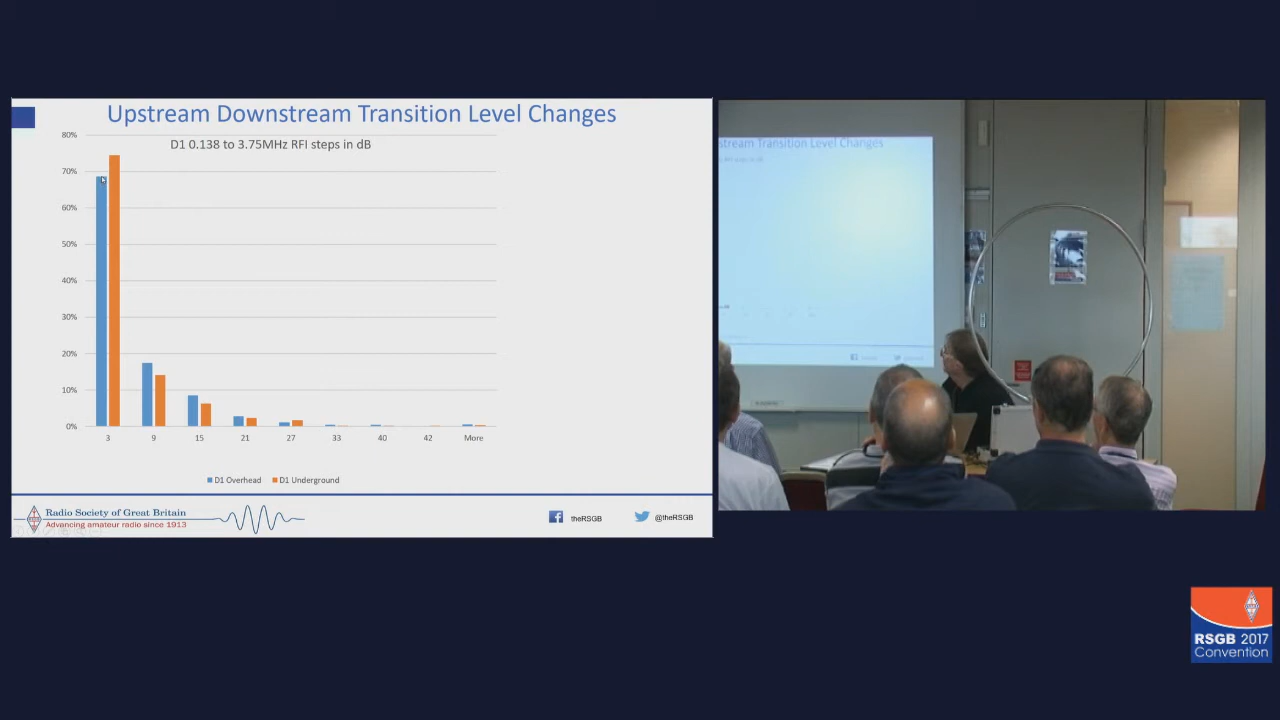 Upstream Downstream Transition Level Changes
D1 0.138 to 3.75MHz RFI steps in dB
80%
70%
60%
50%
40%
30%
20%
10%
0%
3 9 15 21 27 33 40 42 More
D1 Overhead D1 Underground
Radio Society of Great Britain
Advancing amateur radio since 1913
theRSGB @theRSGB
stream Transition Level Changes
RSGB 2017
Convention